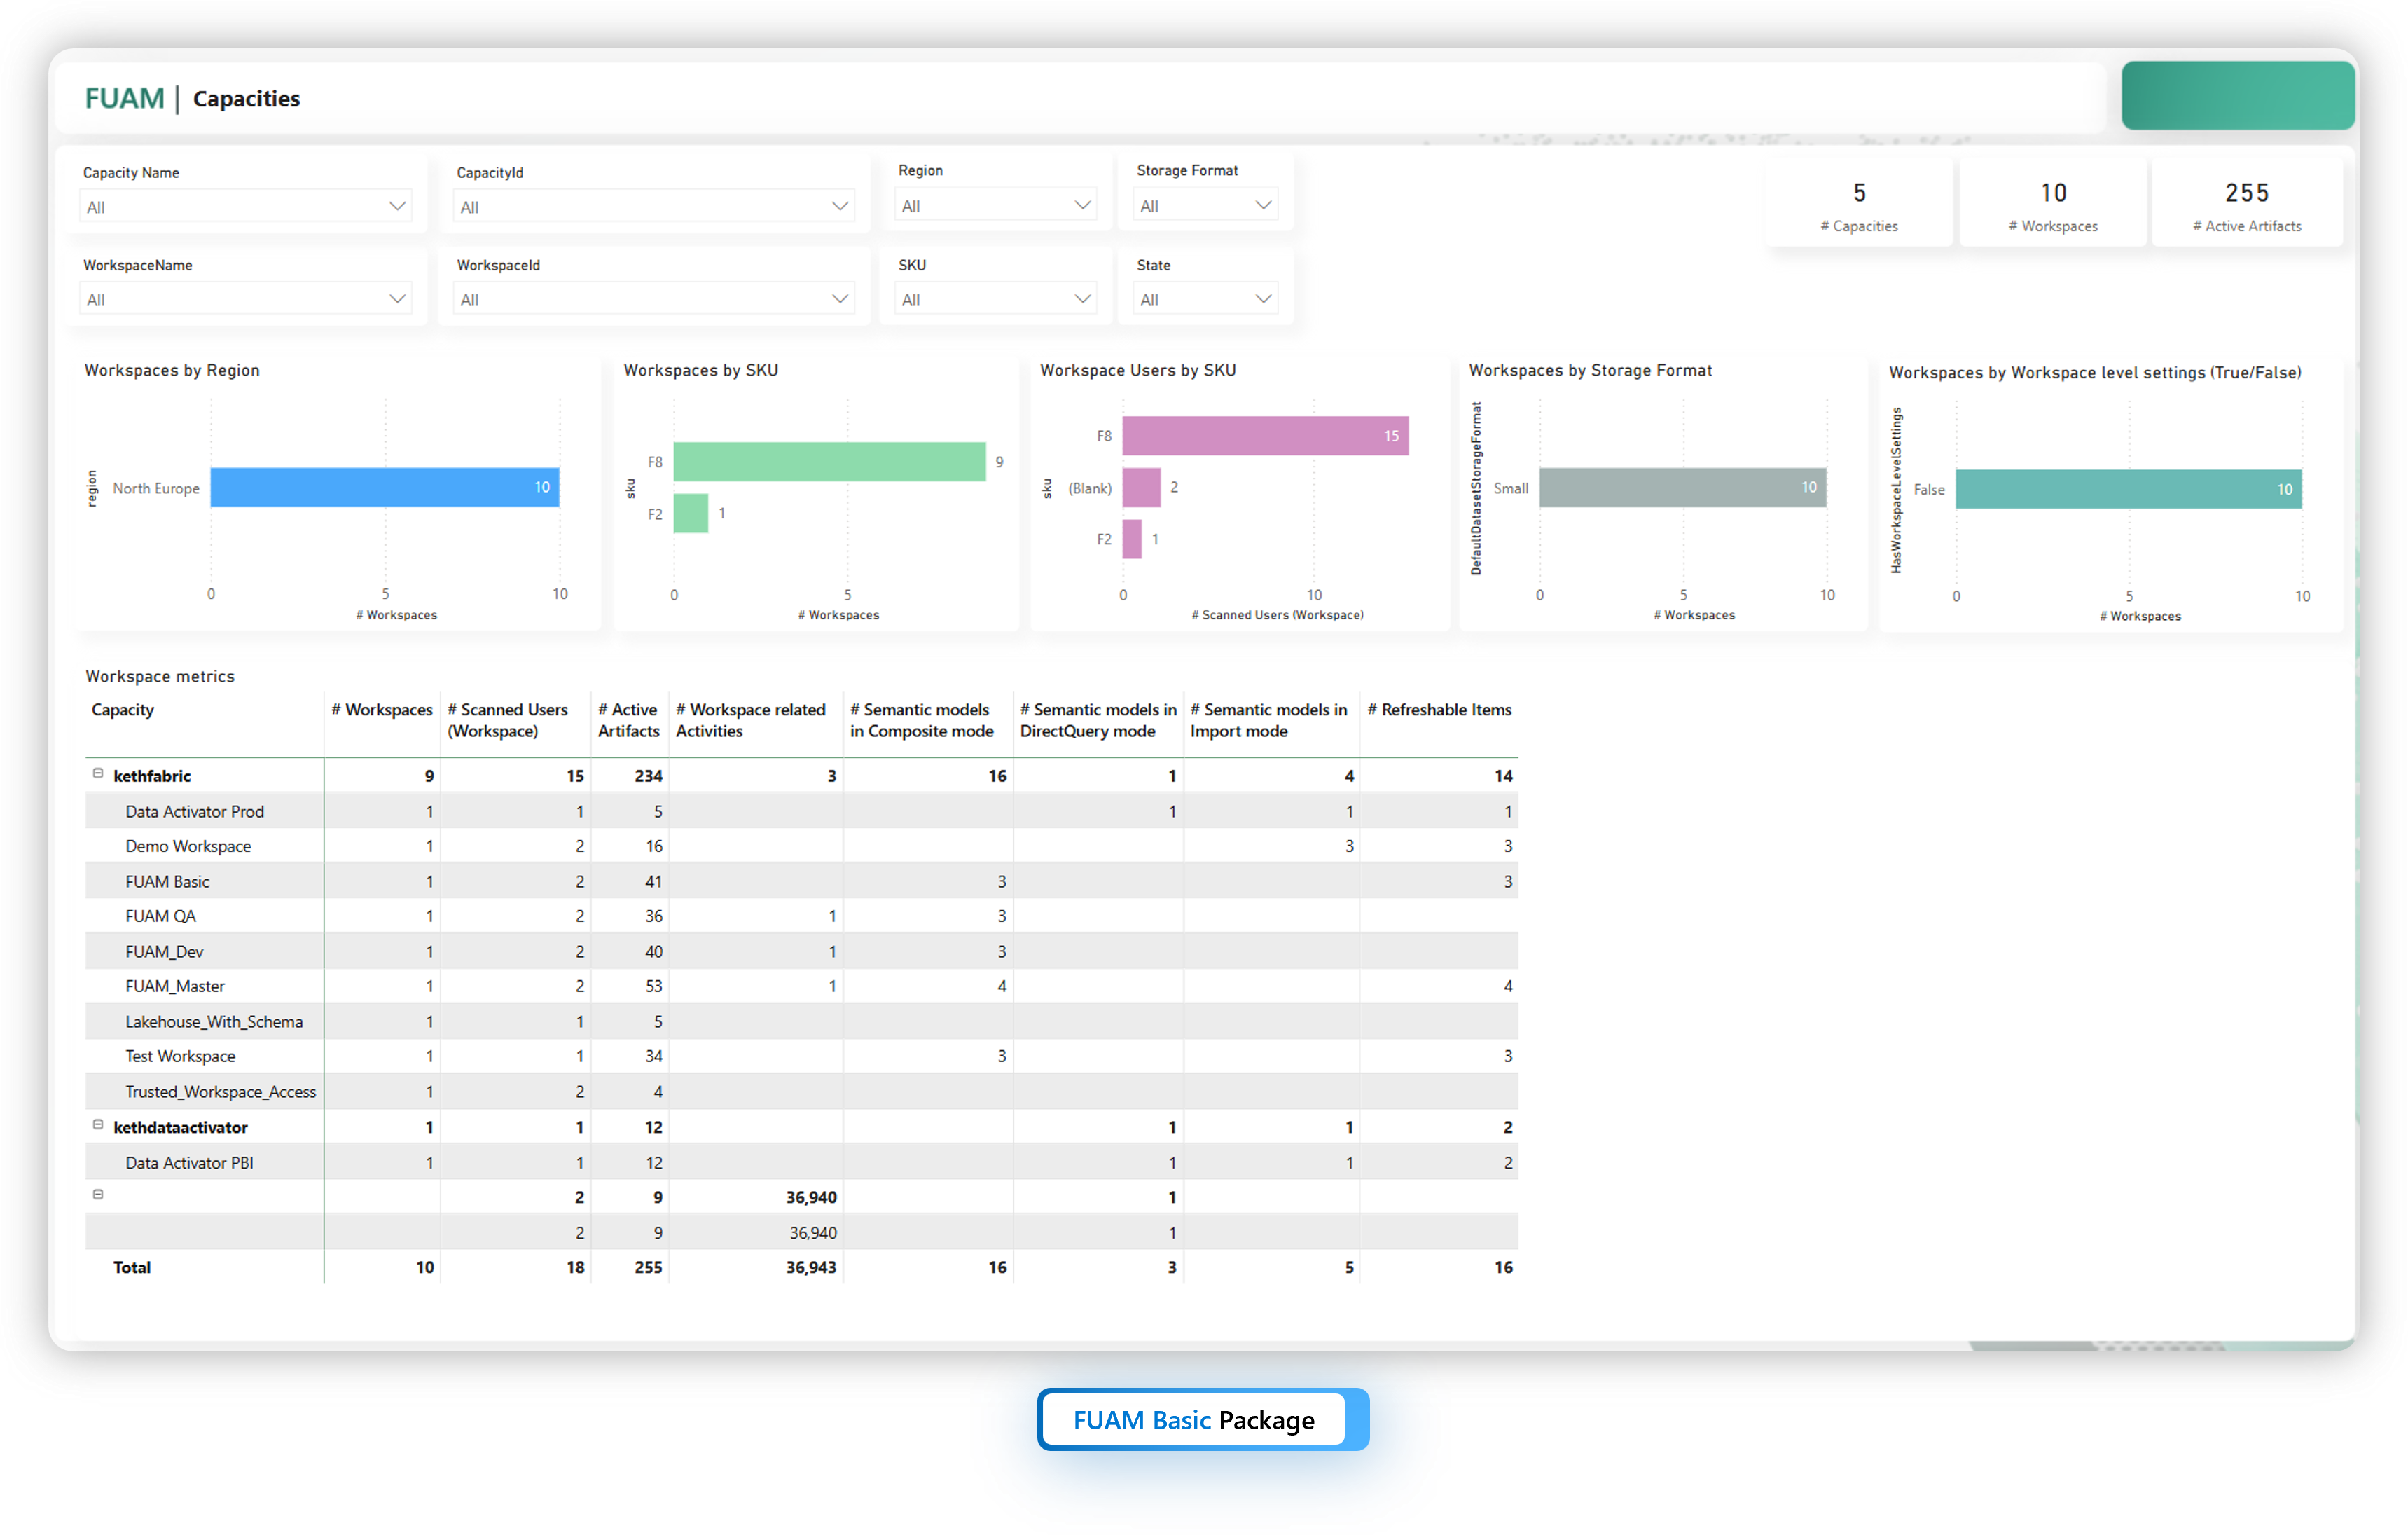 FUAM | Capacities
Capacity Name
All
CapacityId
All
Region
All
Storage Format
All
5
# Capacities
10
# Workspaces
255
# Active Artifacts
WorkspaceName
All
WorkspaceId
All
SKU
All
State
All
Workspaces by Region
region
North Europe
10
0 5 10
# Workspaces
Workspaces by SKU
sku
F8 9
F2 1
0 5
# Workspaces
Workspace Users by SKU
sku
F8 15
(Blank) 2
F2 1
0 10
# Scanned Users (Workspace)
Workspaces by Storage Format
DefaultDatasetStorageFormat
Small 10
0 5 10
# Workspaces
Workspaces by Workspace level settings (True/False)
HasWorkspaceLevelSettings
False 10
0 5 10
# Workspaces
Workspace metrics
Capacity # Workspaces # Scanned Users # Active # Workspace related # Semantic models # Semantic models in # Semantic models in # Refreshable Items
(Workspace) Artifacts Activities in Composite mode DirectQuery mode Import mode
kethfabric 9 15 234 3 16 1 4 14
Data Activator Prod 1 1 5 1 1 1
Demo Workspace 1 2 16 3 3
FUAM Basic 1 2 41 3 3
FUAM QA 1 2 36 1 3
FUAM_Dev 1 2 40 1 3
FUAM_Master 1 2 53 1 4 4
Lakehouse_With_Schema 1 1 5
Test Workspace 1 1 34 3 3
Trusted_Workspace_Access 1 2 4
kethdataactivator 1 1 12 1 1 2
Data Activator PBI 1 1 12 1 1 2
2 9 36,940 1
2 9 36,940 1
Total 10 18 255 36,943 16 3 5 16
FUAM Basic Package